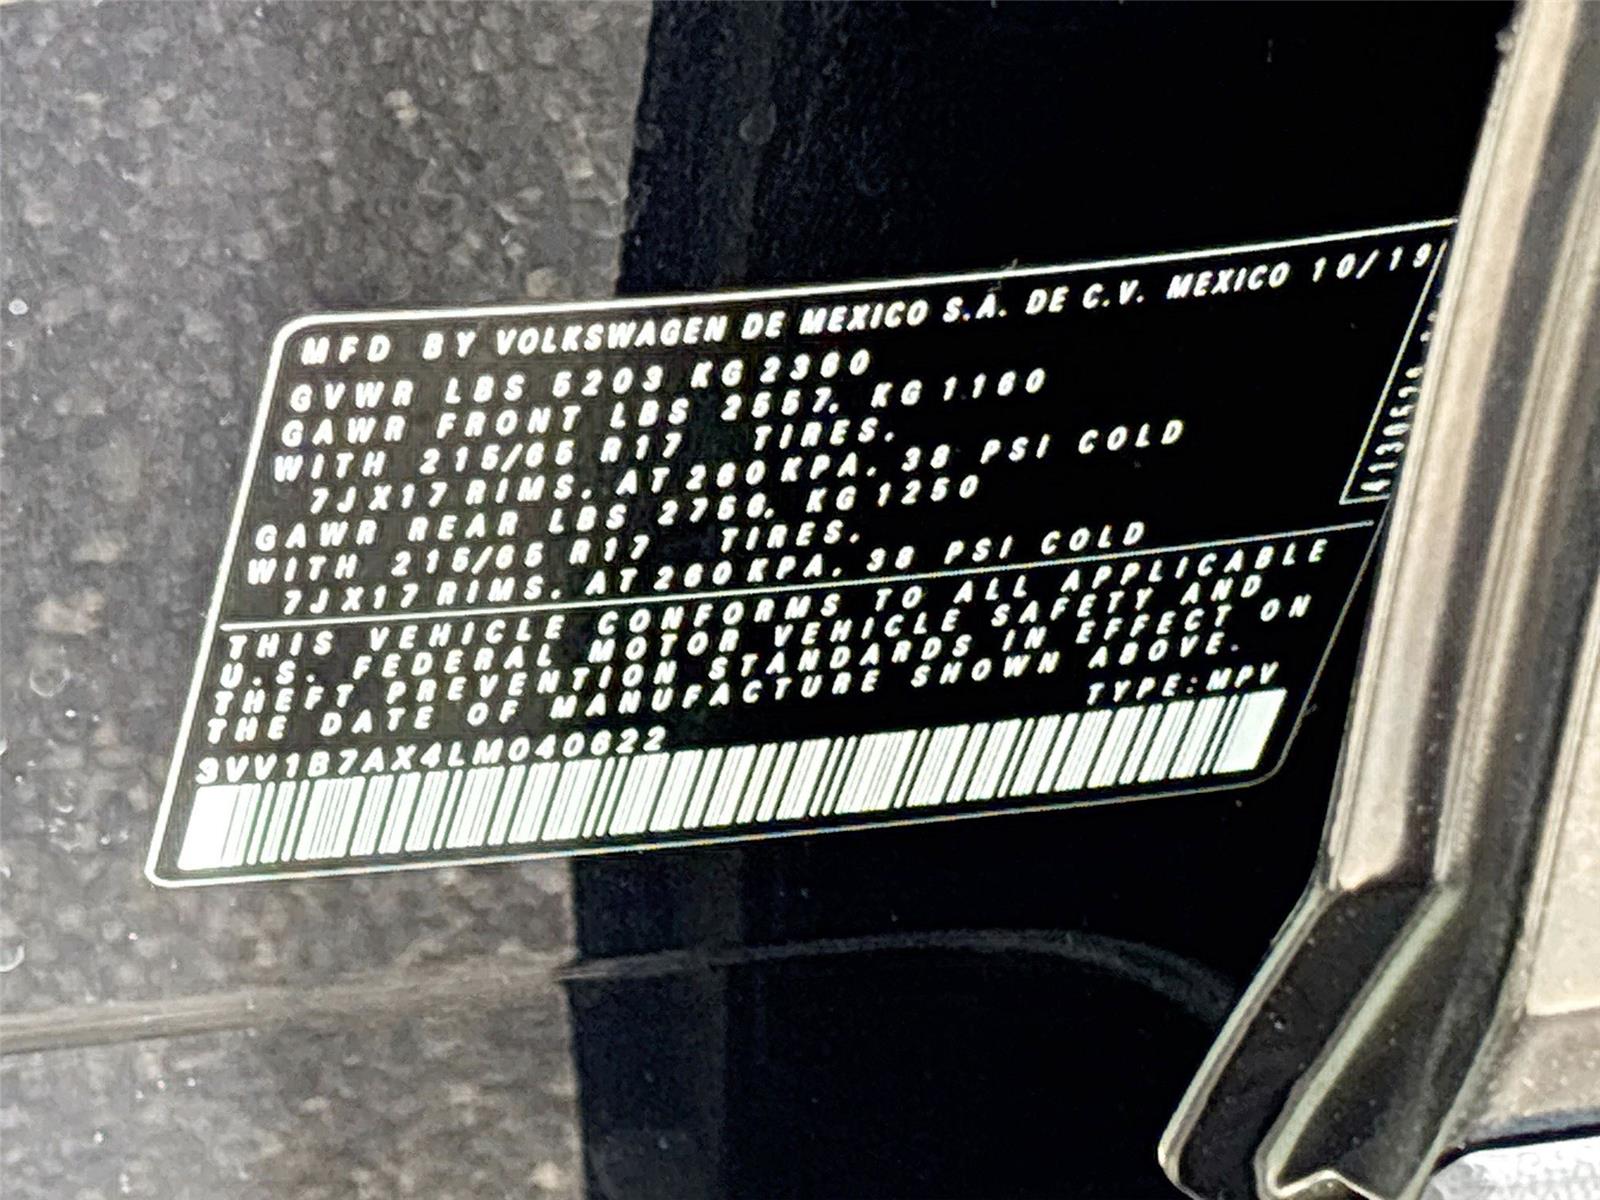 MFD BY VOLKSWAGEN DE MEXICO S.A. DE C.V. MEXICO 10/19
GVWR LBS 5203 KG 2360
GAWR FRONT LBS 2557, KG 1160
WITH 215/65 R17 TIRES,
7JX17 RIMS, AT 260 KPA, 38 PSI COLD
GAWR REAR LBS 2756, KG 1250
WITH 215/65 R17 TIRES,
7JX17 RIMS, AT 260 KPA, 38 PSI COLD
THIS VEHICLE CONFORMS TO ALL APPLICABLE
U.S. FEDERAL MOTOR VEHICLE SAFETY AND
THEFT PREVENTION STANDARDS IN EFFECT ON
THE DATE OF MANUFACTURE SHOWN ABOVE.
TYPE: MPV
3VV1B7AX4LM040622